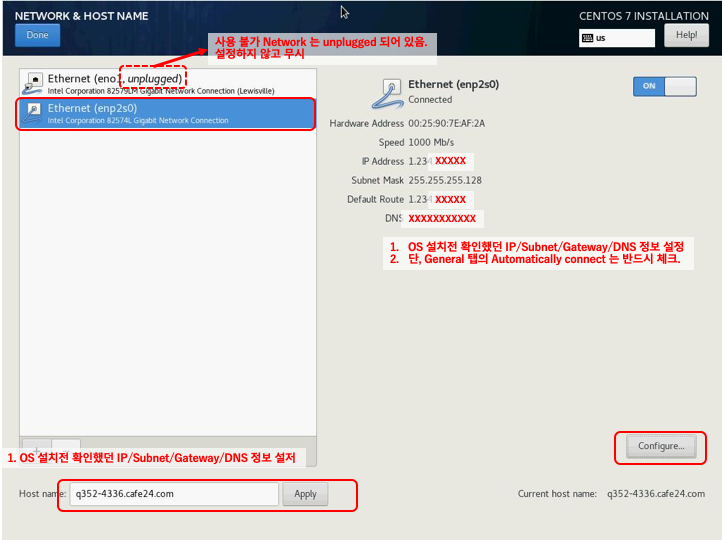 NETWORK & HOST NAME
CENTOS 7 INSTALLATION
Done
us
Help!
사용 불가 Network 는 unplugged 되어 있음.
설정하지 않고 무시
Ethernet (eno1, unplugged)
Intel Corporation 82579LM Gigabit Network Connection (Lewisville)
Ethernet (enp2s0)
Intel Corporation 82574L Gigabit Network Connection
Ethernet (enp2s0)
Connected
ON
Hardware Address 00:25:90:7E:AF:2A
Speed 1000 Mb/s
IP Address 1.234 XXXXX
Subnet Mask 255.255.255.128
Default Route 1.234 XXXXX
DNS XXXXXXXXXXX
1. OS 설치전 확인했던 IP/Subnet/Gateway/DNS 정보 설정
2. 단, General 탭의 Automatically connect 는 반드시 체크.
Configure...
1. OS 설치전 확인했던 IP/Subnet/Gateway/DNS 정보 설저
Host name: q352-4336.cafe24.com Apply
Current host name: q352-4336.cafe24.com